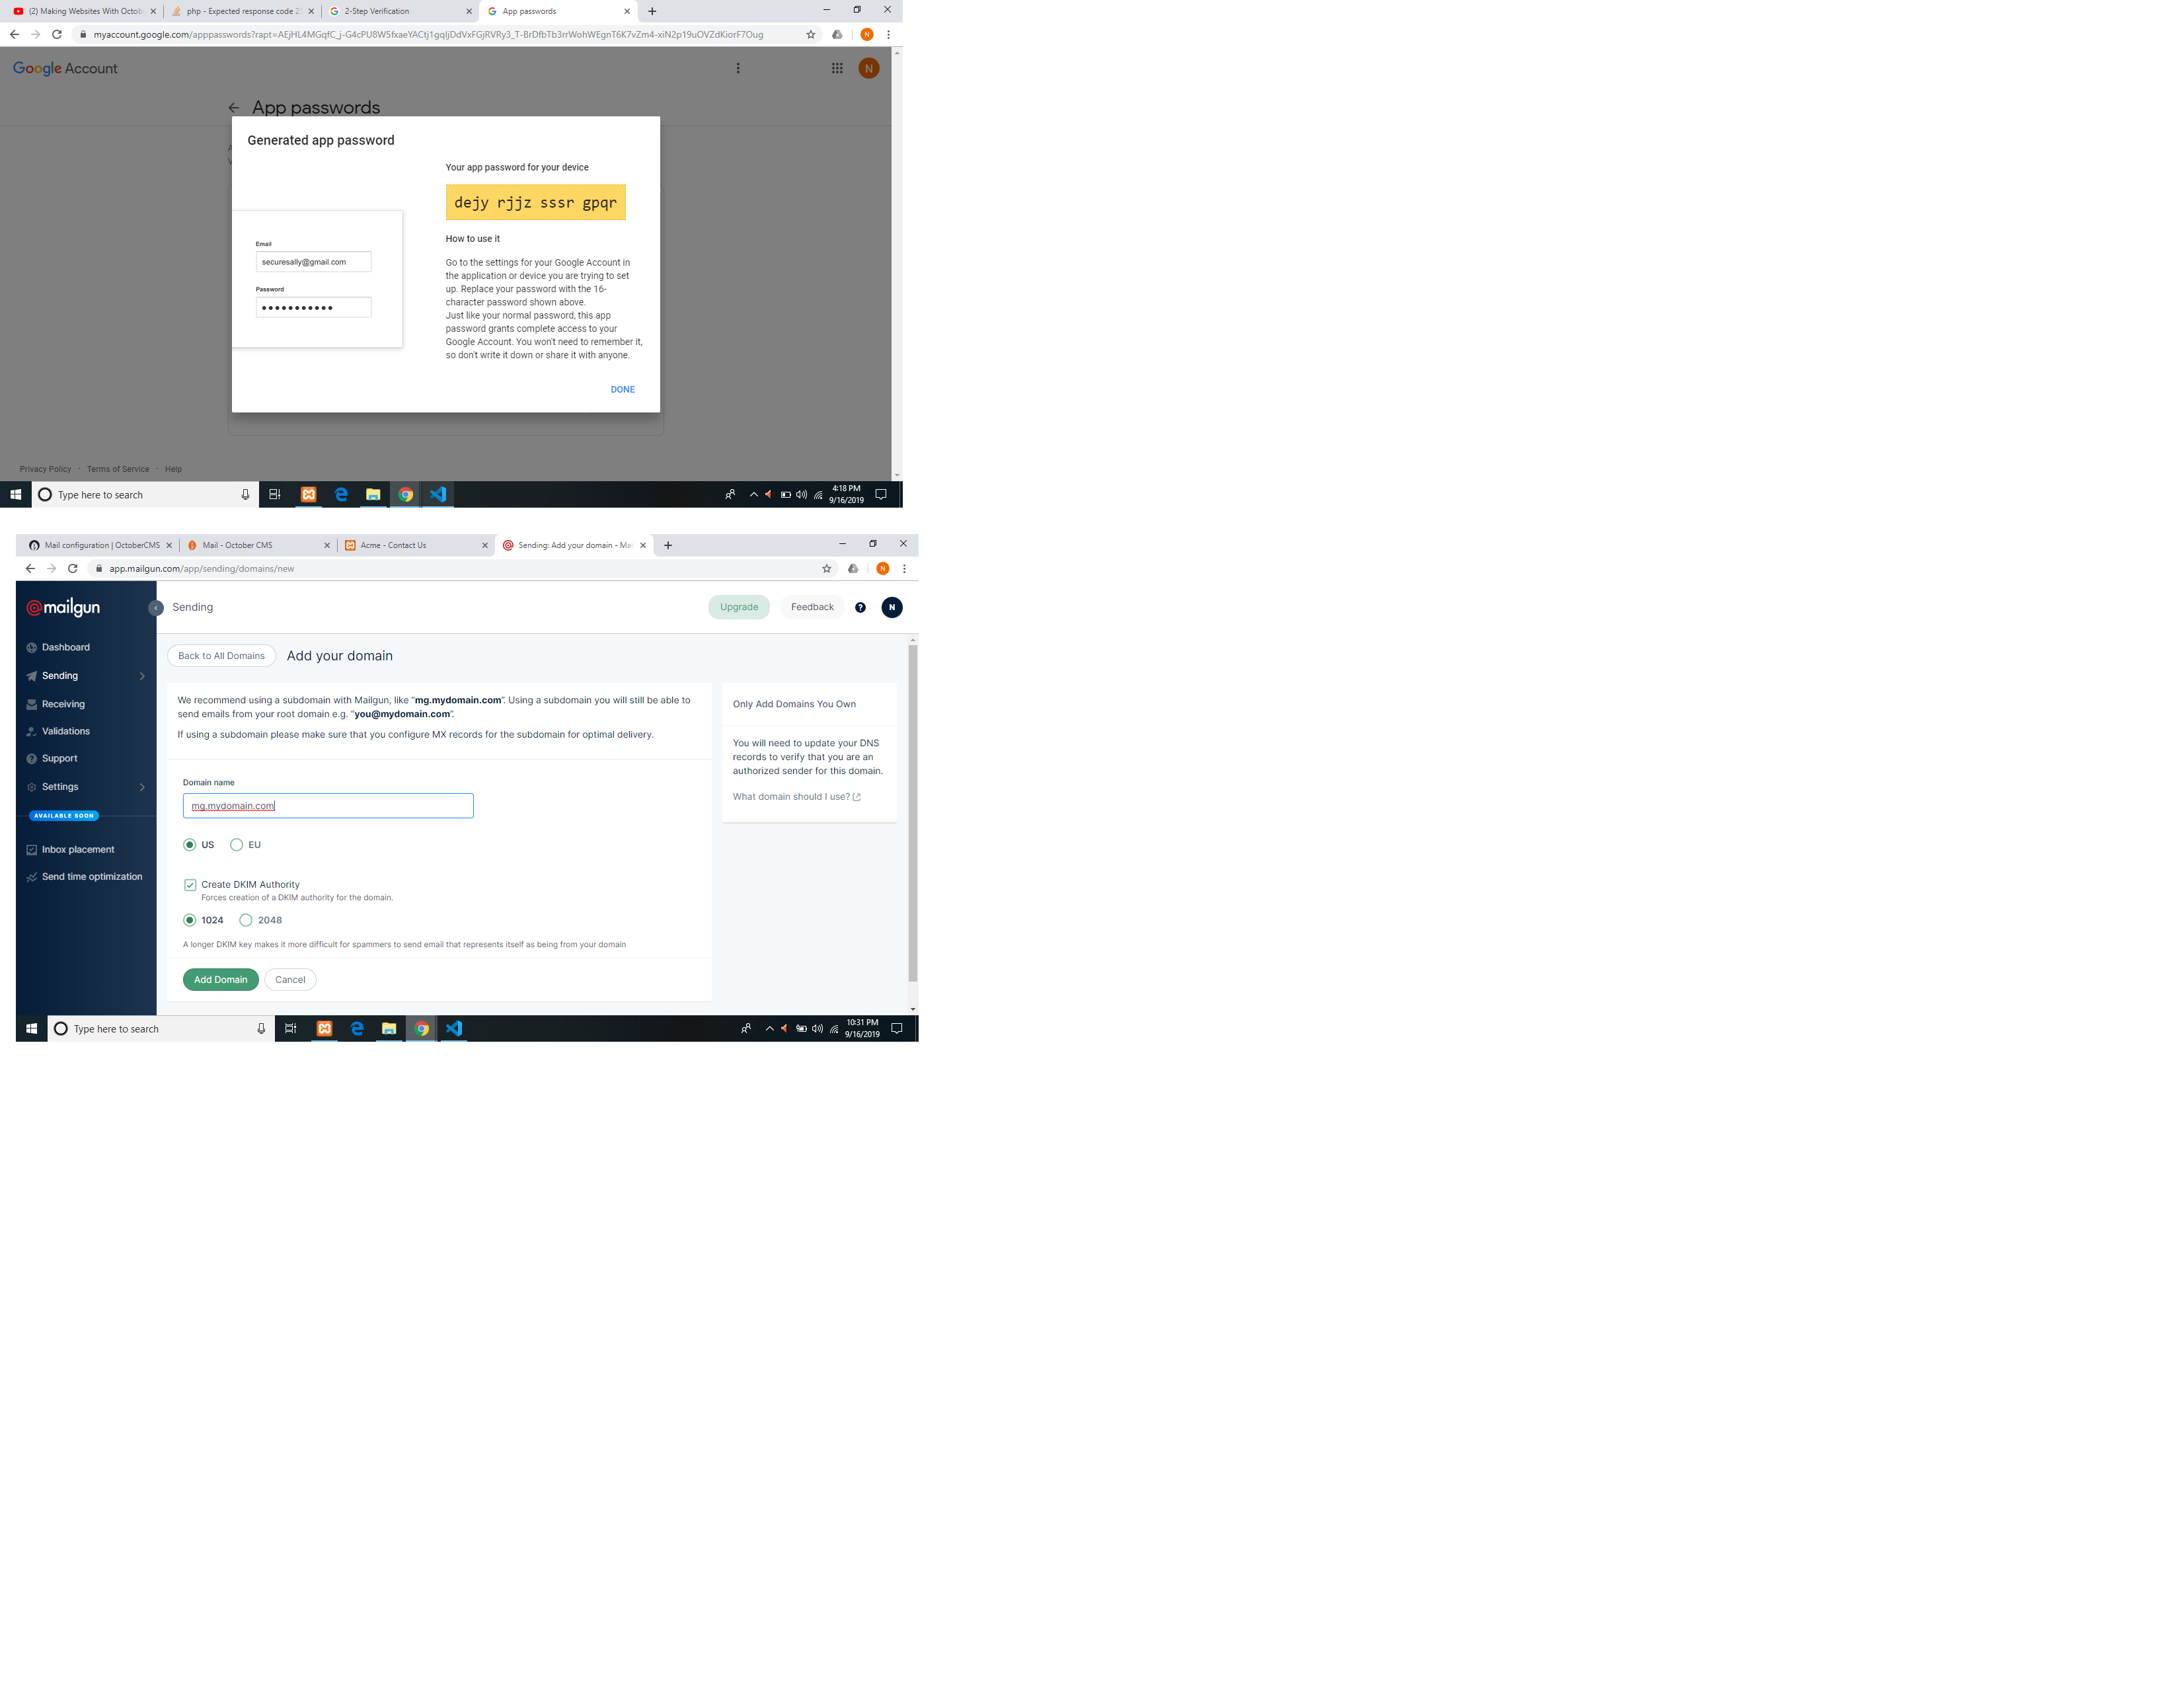 (2) Making Websites With Octob
php - Expected response code 25
2-Step Verification
App passwords
myaccount.google.com/apppasswords?rapt=AEjHL4MGqfC_j-G4cPU8W5fxaeYACtj1gqIjDdVxFGjRVRy3_T-BrDfbTb3rrWohWEgnT6K7vZm4-xiN2p19uOVZdKiorF7Oug
N
Google Account
N
App passwords
Generated app password
Your app password for your device
dejy rjjz sssr gpqr
Email
securesally@gmail.com
Password
How to use it
Go to the settings for your Google Account in
the application or device you are trying to set
up. Replace your password with the 16-
character password shown above.
Just like your normal password, this app
password grants complete access to your
Google Account. You won't need to remember it,
so don't write it down or share it with anyone.
DONE
Privacy Policy · Terms of Service · Help
Type here to search
4:18 PM
9/16/2019
Mail configuration | OctoberCMS
Mail - October CMS
Acme - Contact Us
Sending: Add your domain - Ma
app.mailgun.com/app/sending/domains/new
N
mailgun
Sending
Upgrade
Feedback
?
N
Dashboard
Sending
Receiving
Validations
Support
Settings
AVAILABLE SOON
Inbox placement
Send time optimization
Back to All Domains
Add your domain
We recommend using a subdomain with Mailgun, like "mg.mydomain.com". Using a subdomain you will still be able to
send emails from your root domain e.g. "you@mydomain.com".
If using a subdomain please make sure that you configure MX records for the subdomain for optimal delivery.
Domain name
mg.mydomain.com
US
EU
Create DKIM Authority
Forces creation of a DKIM authority for the domain.
1024
2048
A longer DKIM key makes it more difficult for spammers to send email that represents itself as being from your domain
Add Domain
Cancel
Only Add Domains You Own
You will need to update your DNS
records to verify that you are an
authorized sender for this domain.
What domain should I use?
Type here to search
10:31 PM
9/16/2019